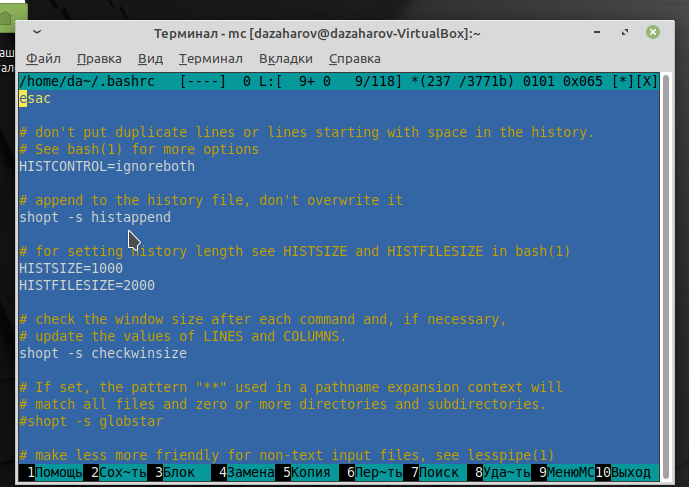 Терминал - mc [dazaharov@dazaharov-VirtualBox]:~
Файл Правка Вид Терминал Вкладки Справка
/home/da~/.bashrc [----] 0 L:[ 9+ 0 9/118] *(237 /3771b) 0101 0x065 [*][X]
esac
# don't put duplicate lines or lines starting with space in the history.
# See bash(1) for more options
HISTCONTROL=ignoreboth
# append to the history file, don't overwrite it
shopt -s histappend
# for setting history length see HISTSIZE and HISTFILESIZE in bash(1)
HISTSIZE=1000
HISTFILESIZE=2000
# check the window size after each command and, if necessary,
# update the values of LINES and COLUMNS.
shopt -s checkwinsize
# If set, the pattern "**" used in a pathname expansion context will
# match all files and zero or more directories and subdirectories.
#shopt -s globstar
# make less more friendly for non-text input files, see lesspipe(1)
1Помощь 2Сох~ть 3Блок 4Замена 5Копия 6Пер~ть 7Поиск 8Уда~ть 9МенюMC 10Выход